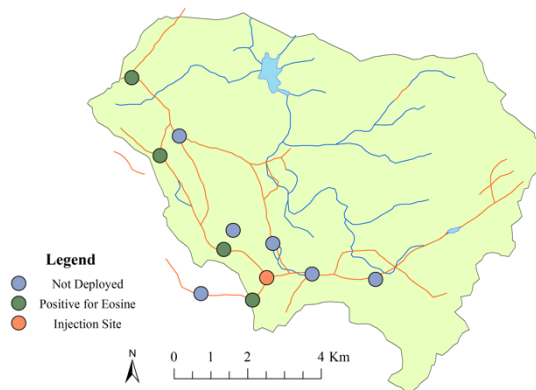 Legend
Not Deployed
Positive for Eosine
Injection Site
N
0 1 2 4 Km